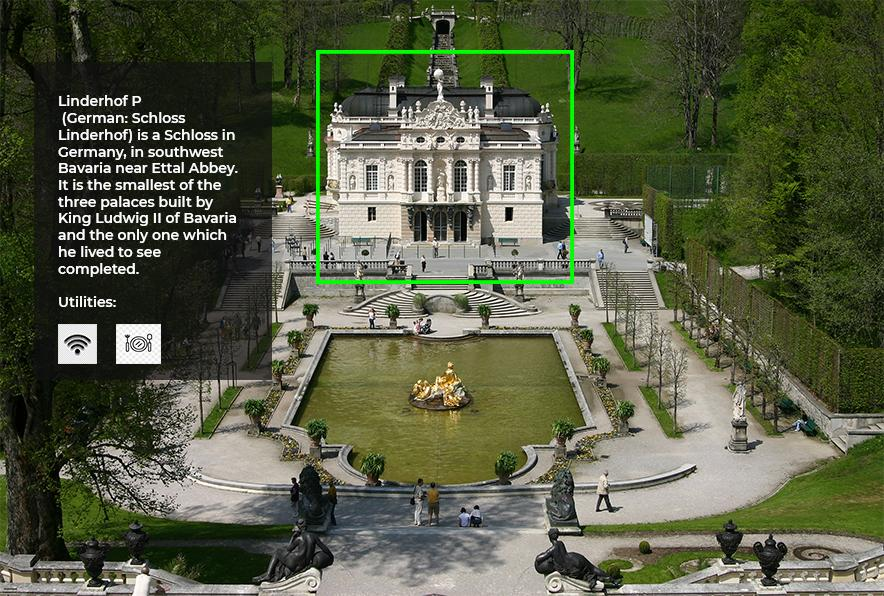 Linderhof P
(German: Schloss
Linderhof) is a Schloss in
Germany, in southwest
Bavaria near Ettal Abbey.
It is the smallest of the
three palaces built by
King Ludwig II of Bavaria
and the only one which
he lived to see
completed.
Utilities: